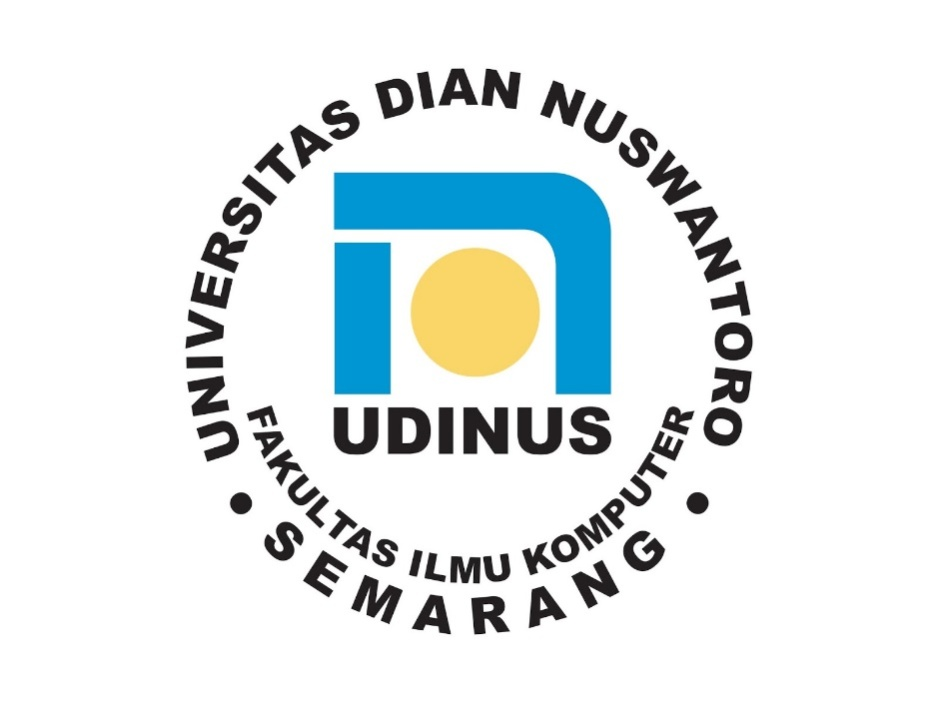 UNIVERSITAS DIAN NUSWANTORO
UDINUS
FAKULTAS ILMU KOMPUTER
• SEMARANG •